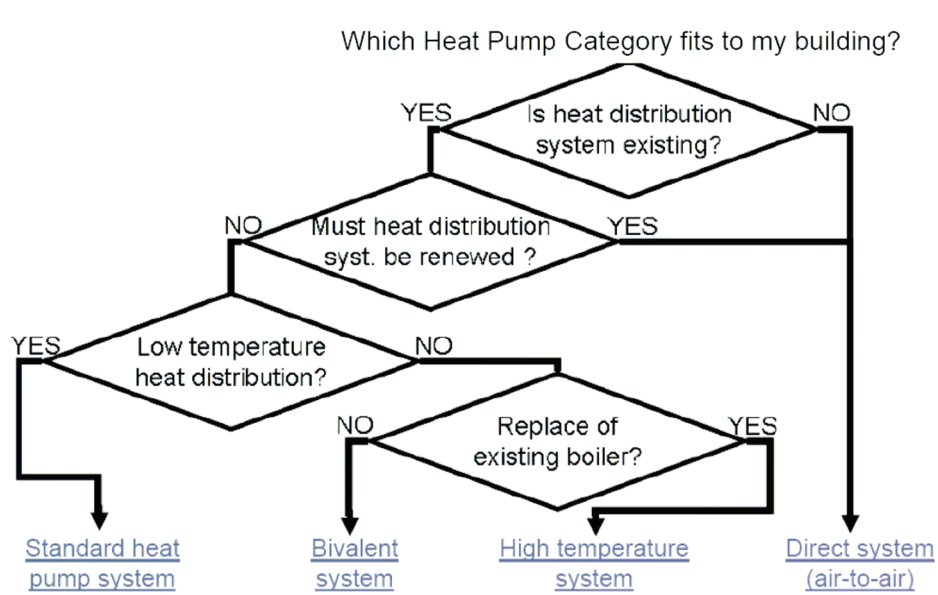 Which Heat Pump Category fits to my building?
YES
Is heat distribution
system existing?
NO
NO
Must heat distribution
syst. be renewed ?
YES
YES
Low temperature
heat distribution?
NO
NO
Replace of
existing boiler?
YES
Standard heat
pump system
Bivalent
system
High temperature
system
Direct system
(air-to-air)